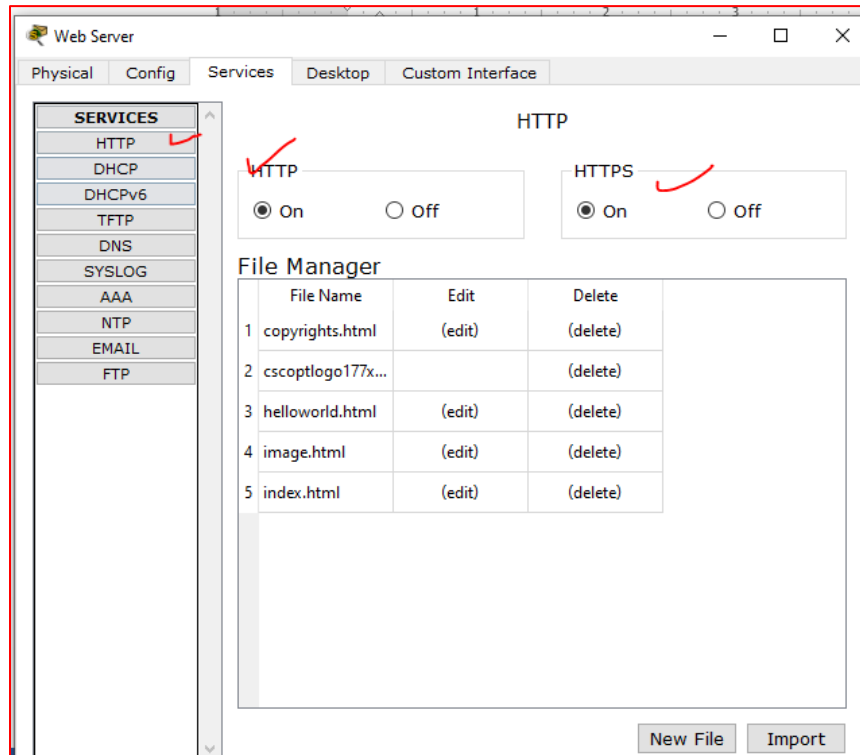 Web Server
Physical Config Services Desktop Custom Interface
SERVICES
HTTP
DHCP
DHCPv6
TFTP
DNS
SYSLOG
AAA
NTP
EMAIL
FTP
HTTP
HTTP HTTPS
On Off On Off
File Manager
File Name Edit Delete
1 copyrights.html (edit) (delete)
2 cscoptlogo177x... (delete)
3 helloworld.html (edit) (delete)
4 image.html (edit) (delete)
5 index.html (edit) (delete)
New File Import